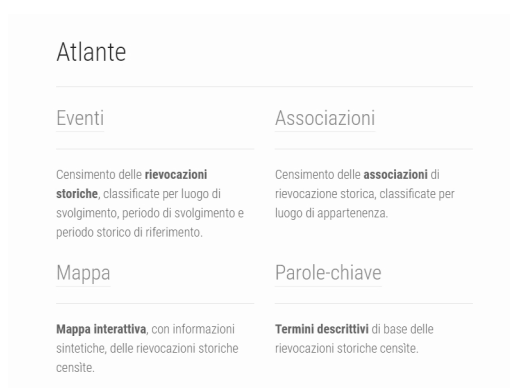 Atlante
Eventi
Censimento delle rievocazioni
storiche, classificate per luogo di
svolgimento, periodo di svolgimento e
periodo storico di riferimento.
Associazioni
Censimento delle associazioni di
rievocazione storica, classificate per
luogo di appartenenza.
Mappa
Mappa interattiva, con informazioni
sintetiche, delle rievocazioni storiche
censite.
Parole-chiave
Termini descrittivi di base delle
rievocazioni storiche censite.